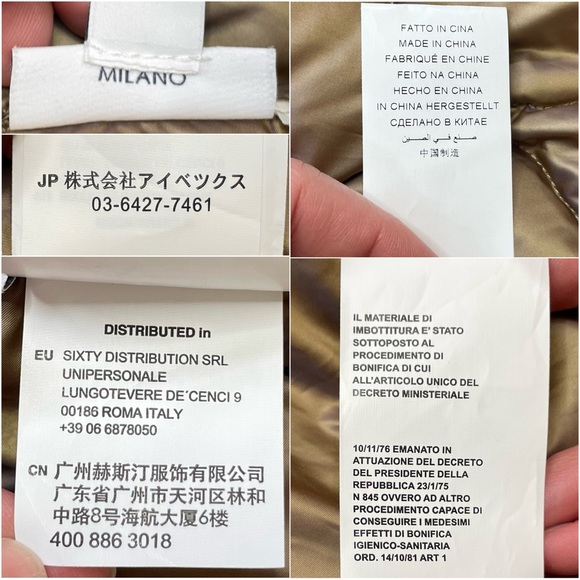 MILANO
JP 株式会社アイベツクス
03-6427-7461
FATTO IN CINA
MADE IN CHINA
FABRIQUÉ EN CHINE
FEITO NA CHINA
HECHO EN CHINA
IN CHINA HERGESTELLT
СДЕЛАНО В КИТАЕ
صنع في الصين
中国制造
DISTRIBUTED in
EU SIXTY DISTRIBUTION SRL
UNIPERSONALE
LUNGOTEVERE DE´CENCI 9
00186 ROMA ITALY
+39 06 6878050
CN 广州赫斯汀服饰有限公司
广东省广州市天河区林和
中路8号海航大厦6楼
400 886 3018
IL MATERIALE DI
IMBOTTITURA E' STATO
SOTTOPOSTO AL
PROCEDIMENTO DI
BONIFICA DI CUI
ALL'ARTICOLO UNICO DEL
DECRETO MINISTERIALE
10/11/76 EMANATO IN
ATTUAZIONE DEL DECRETO
DEL PRESIDENTE DELLA
REPUBBLICA 23/1/75
N 845 OVVERO AD ALTRO
PROCEDIMENTO CAPACE DI
CONSEGUIRE I MEDESIMI
EFFETTI DI BONIFICA
IGIENICO-SANITARIA
ORD. 14/10/81 ART 1